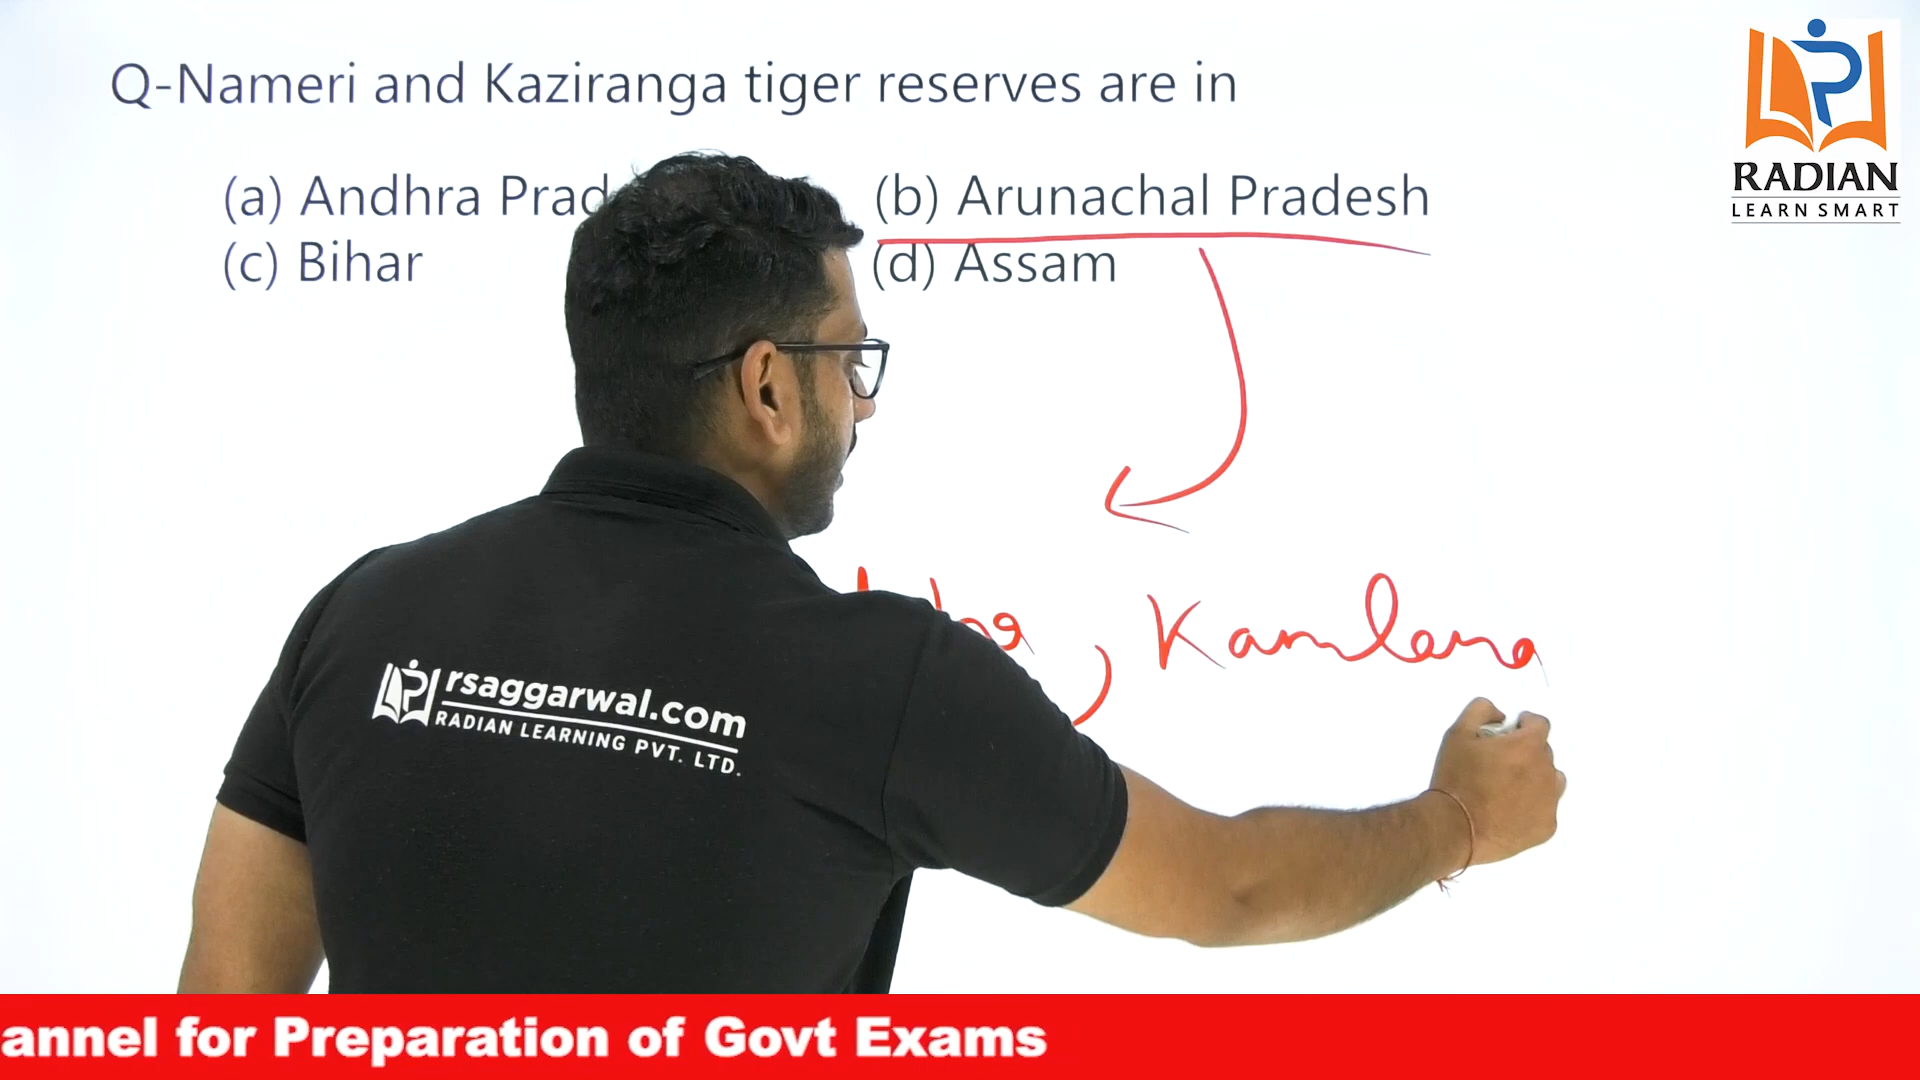 Q-Nameri and Kaziranga tiger reserves are in
(a) Andhra Prad
(b) Arunachal Pradesh
(c) Bihar
(d) Assam
, Kamlang
rsaggarwal.com
RADIAN LEARNING PVT. LTD.
RADIAN
LEARN SMART
annel for Preparation of Govt Exams